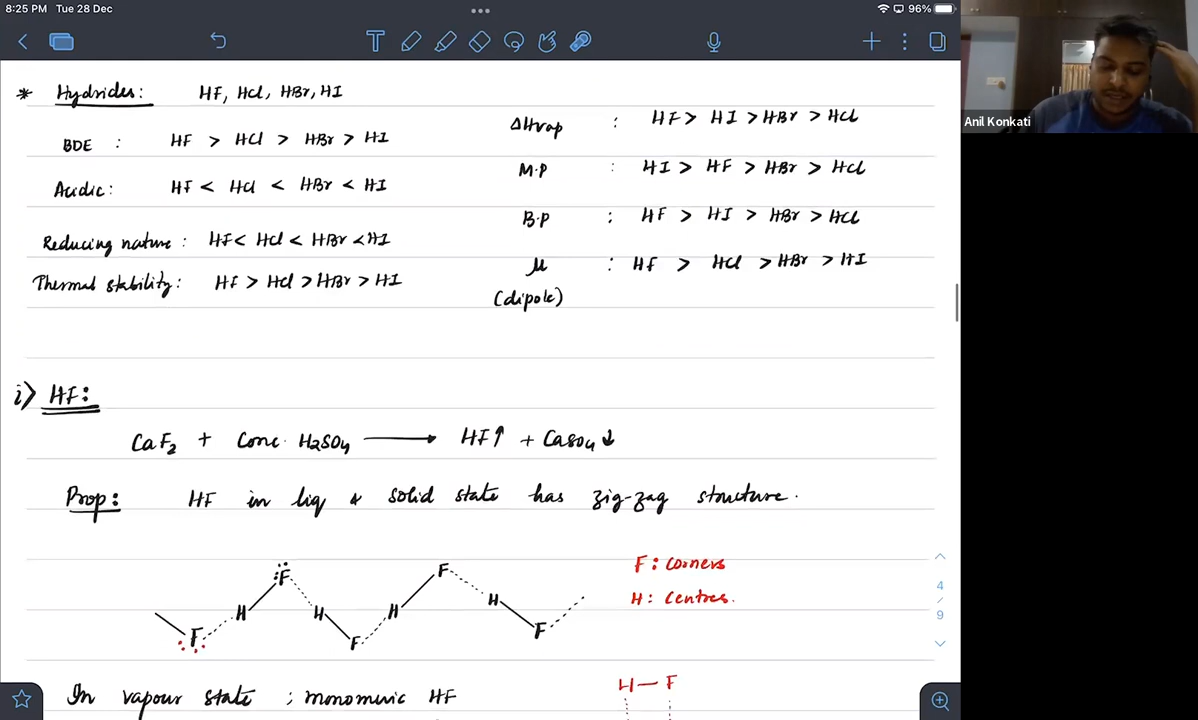 8:25 PM Tue 28 Dec
96%
Anil Konkati
* Hydrides: HF, HCl, HBr, HI
BDE : HF > HCl > HBr > HI
Acidic: HF < HCl < HBr < HI
Reducing nature: HF < HCl < HBr < HI
Thermal stability: HF > HCl > HBr > HI
ΔHvap : HF > HI > HBr > HCl
M.P : HI > HF > HBr > HCl
B.P : HF > HI > HBr > HCl
μ : HF > HCl > HBr > HI
(dipole)
i) HF:
CaF2 + Conc. H2SO4 → HF↑ + CaSO4↓
Prop: HF in liq & solid state has zig-zag structure.
F: corners
H: centres.
F F
H H H H
F F F
4
/
9
In vapour state ; monomeric HF
H — F